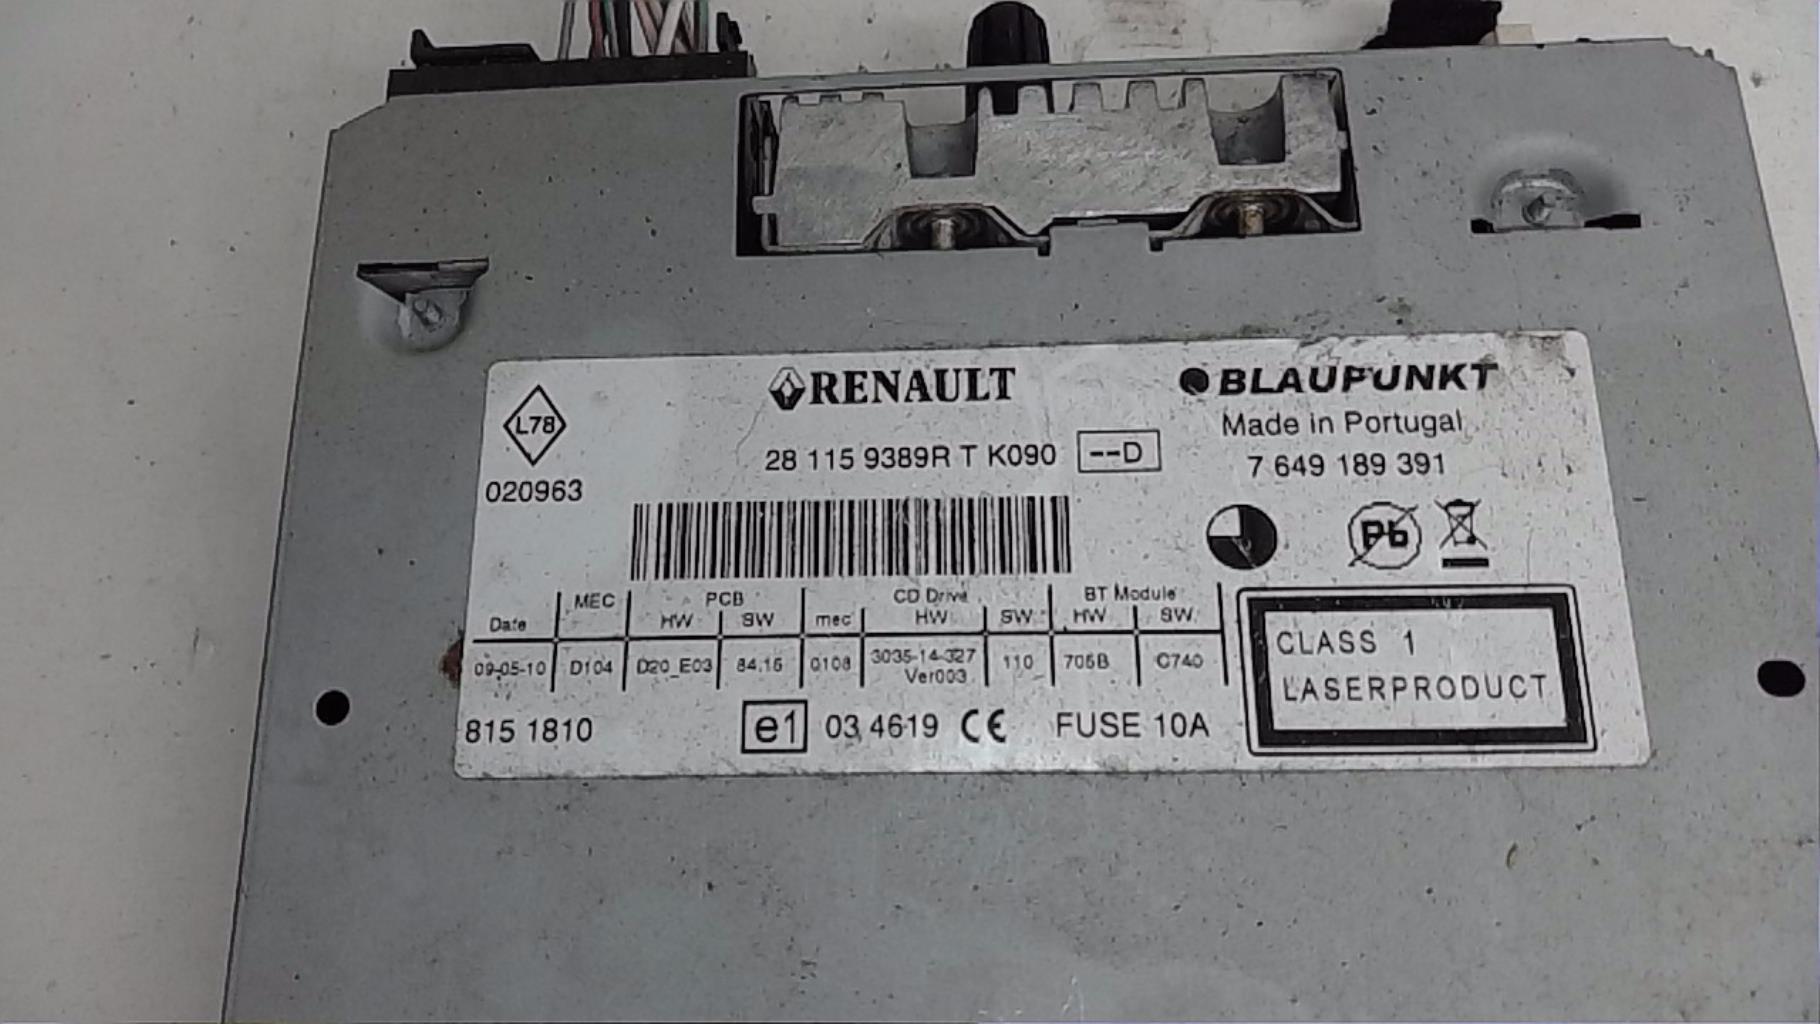 RENAULT
BLAUPUNKT
L78
28 115 9389R T K090 --D
Made in Portugal
7 649 189 391
020963
Pb
MEC PCB CD Drive BT Module
Date HW SW mec HW SW HW SW
09-05-10 D104 D20_E03 84.15 0108 3035-14-327 110 705B C740
Ver003
CLASS 1
LASERPRODUCT
815 1810 e1 03 4619 CE FUSE 10A